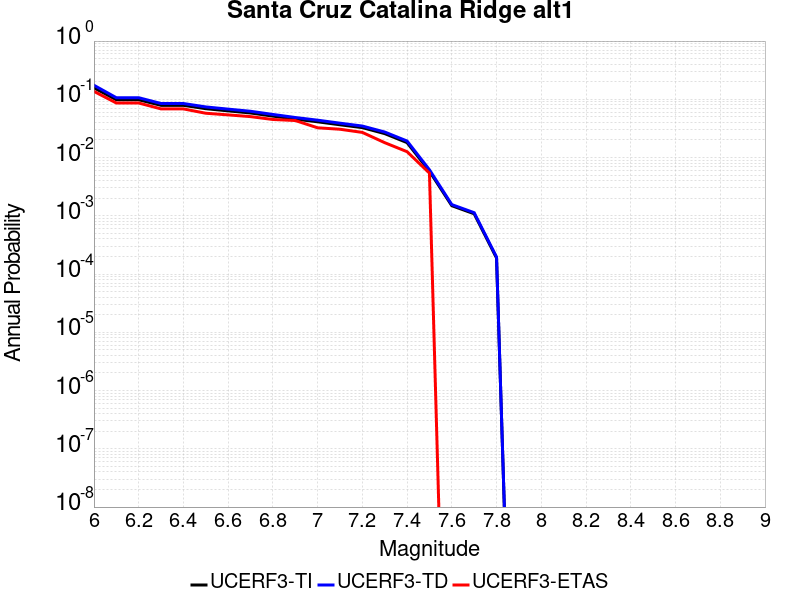 Santa Cruz Catalina Ridge alt1
Annual Probability
10^0
10^-1
10^-2
10^-3
10^-4
10^-5
10^-6
10^-7
10^-8
6 6.2 6.4 6.6 6.8 7 7.2 7.4 7.6 7.8 8 8.2 8.4 8.6 8.8 9
Magnitude
UCERF3-TI UCERF3-TD UCERF3-ETAS